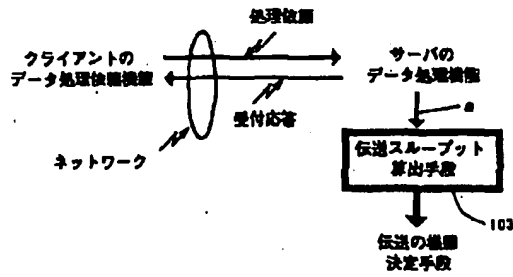 処理依頼
クライアントの
データ処理依頼機能
サーバの
データ処理機能
受付応答
a
ネットワーク
伝送スループット
算出手段
103
伝送の機關
決定手段